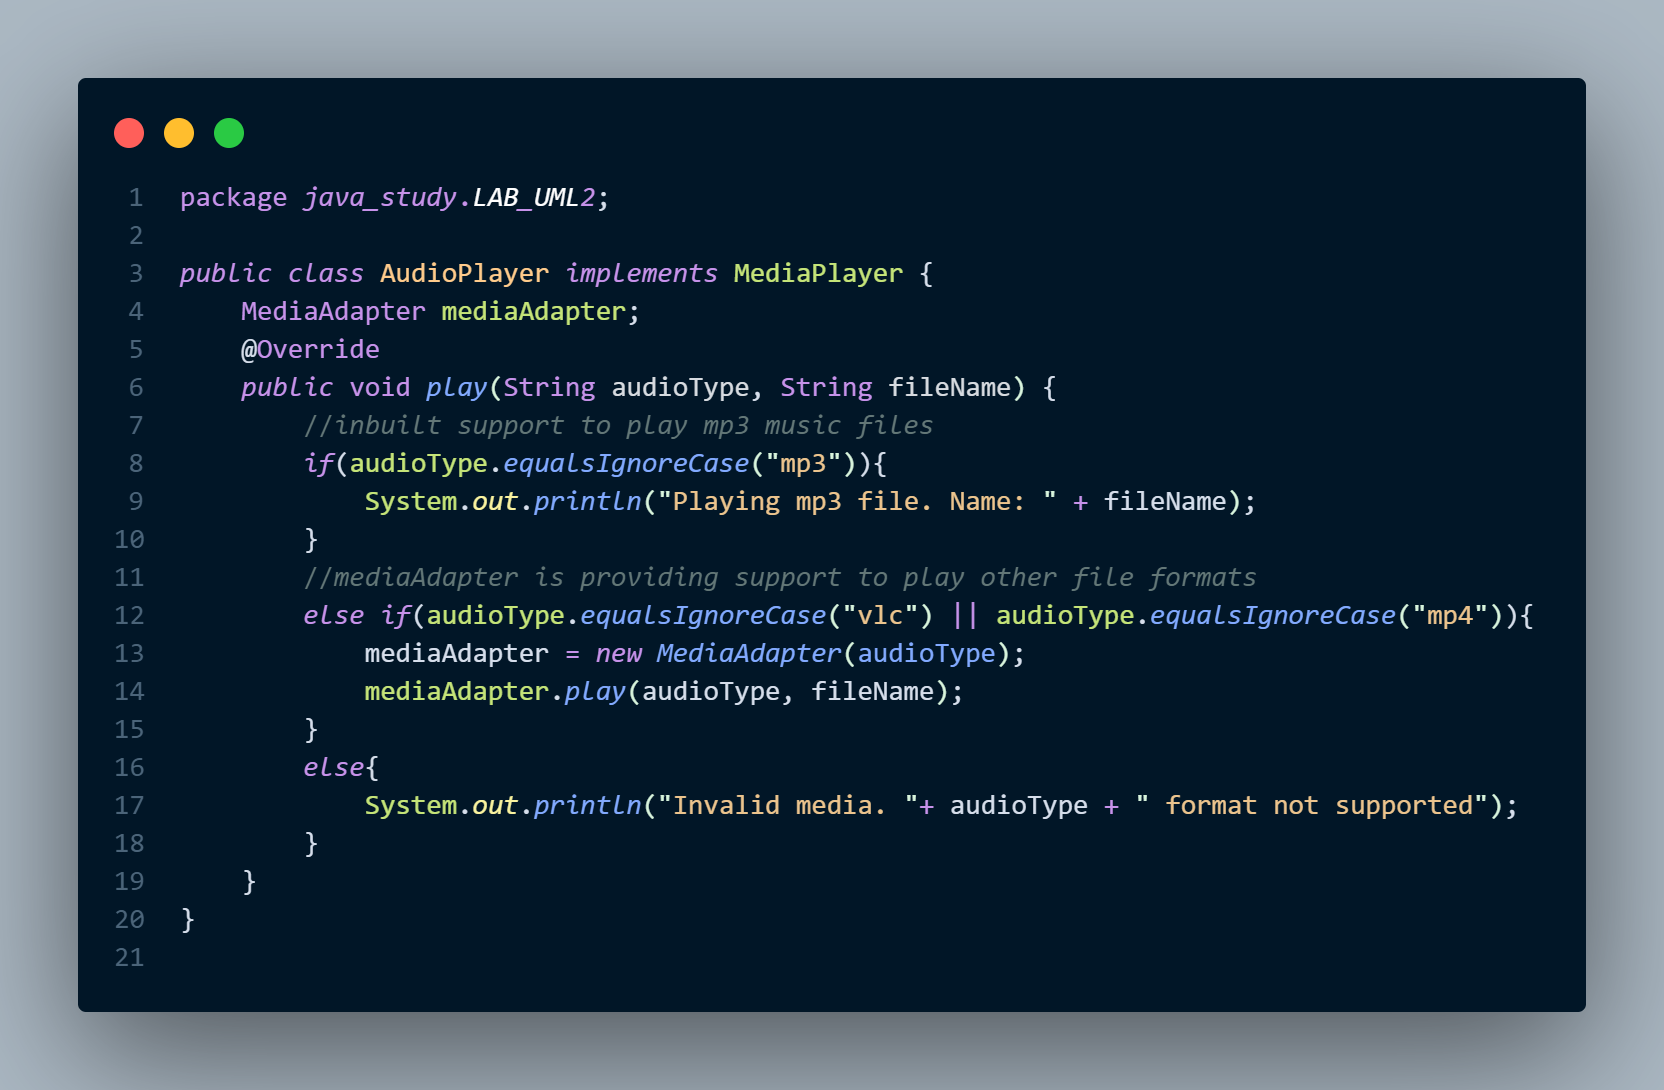 1 package java_study.LAB_UML2;
2
3 public class AudioPlayer implements MediaPlayer {
4     MediaAdapter mediaAdapter;
5     @Override
6     public void play(String audioType, String fileName) {
7         //inbuilt support to play mp3 music files
8         if(audioType.equalsIgnoreCase("mp3")){
9             System.out.println("Playing mp3 file. Name: " + fileName);
10         }
11         //mediaAdapter is providing support to play other file formats
12         else if(audioType.equalsIgnoreCase("vlc") || audioType.equalsIgnoreCase("mp4")){
13             mediaAdapter = new MediaAdapter(audioType);
14             mediaAdapter.play(audioType, fileName);
15         }
16         else{
17             System.out.println("Invalid media. "+ audioType + " format not supported");
18         }
19     }
20 }
21